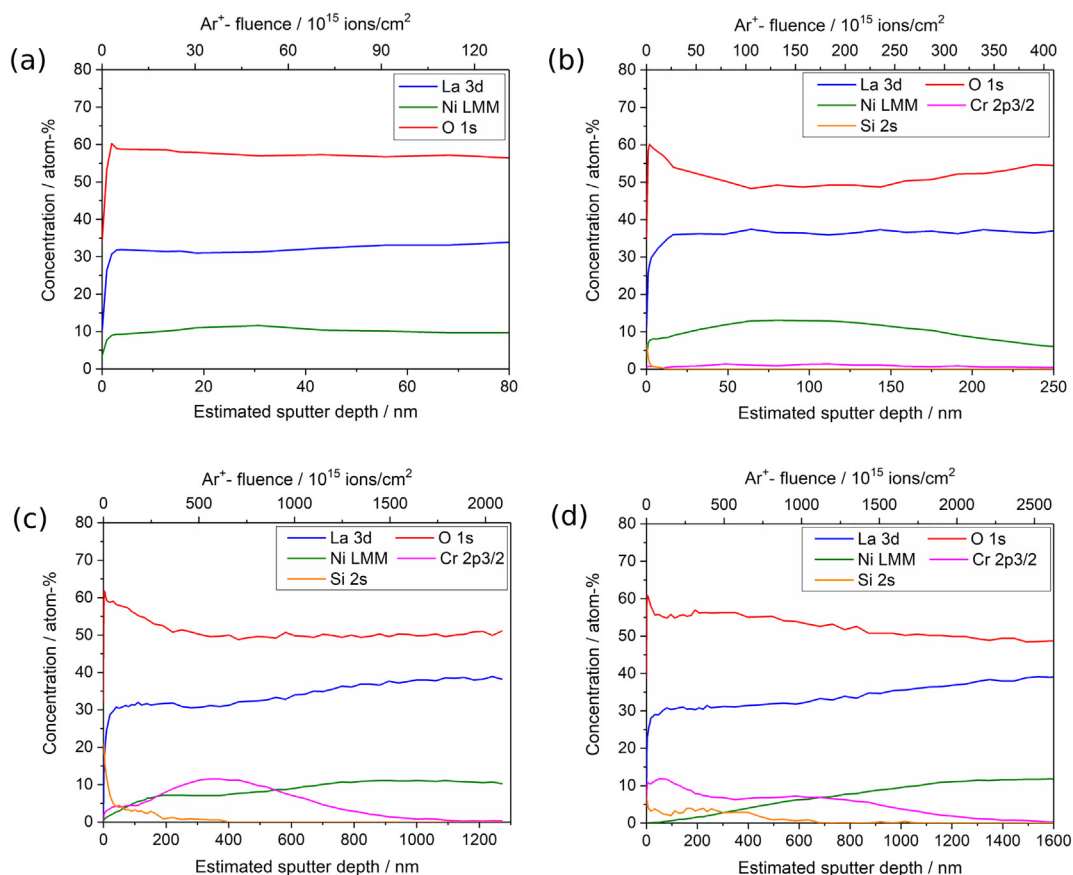 (a)
Ar⁺- fluence / 10¹⁵ ions/cm²
0 30 60 90 120
La 3d
Ni LMM
O 1s
Concentration / atom-%
80
70
60
50
40
30
20
10
0
0 20 40 60 80
Estimated sputter depth / nm
(b)
Ar⁺- fluence / 10¹⁵ ions/cm²
0 50 100 150 200 250 300 350 400
La 3d O 1s
Ni LMM Cr 2p3/2
Si 2s
Concentration / atom-%
80
70
60
50
40
30
20
10
0
0 50 100 150 200 250
Estimated sputter depth / nm
(c)
Ar⁺- fluence / 10¹⁵ ions/cm²
0 500 1000 1500 2000
La 3d O 1s
Ni LMM Cr 2p3/2
Si 2s
Concentration / atom-%
80
70
60
50
40
30
20
10
0
0 200 400 600 800 1000 1200
Estimated sputter depth / nm
(d)
Ar⁺- fluence / 10¹⁵ ions/cm²
0 500 1000 1500 2000 2500
La 3d O 1s
Ni LMM Cr 2p3/2
Si 2s
Concentration / atom-%
80
70
60
50
40
30
20
10
0
0 200 400 600 800 1000 1200 1400 1600
Estimated sputter depth / nm